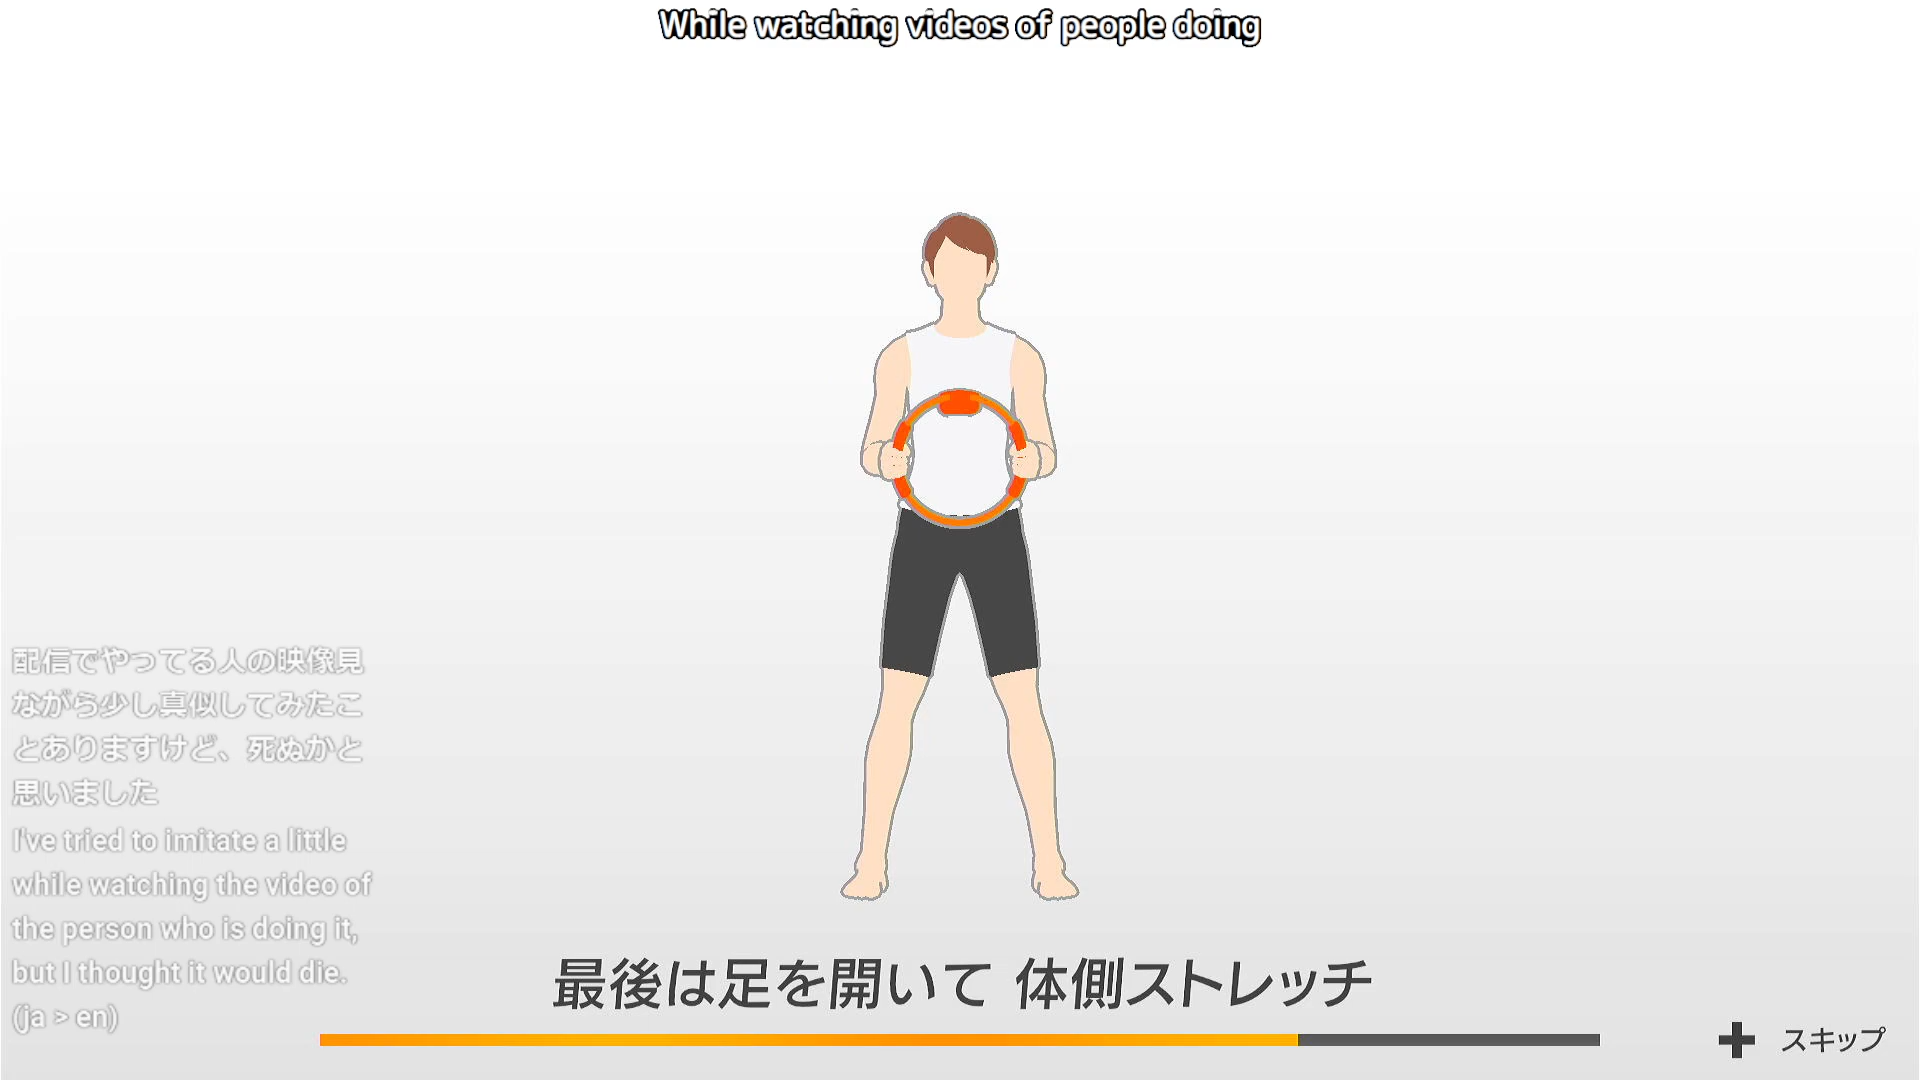 While watching videos of people doing
配信でやってる人の映像見
ながら少し真似してみたこ
とありますけど、死ぬかと
思いました
I've tried to imitate a little
while watching the video of
the person who is doing it,
but I thought it would die.
(ja > en))
最後は足を開いて 体側ストレッチ
スキップ